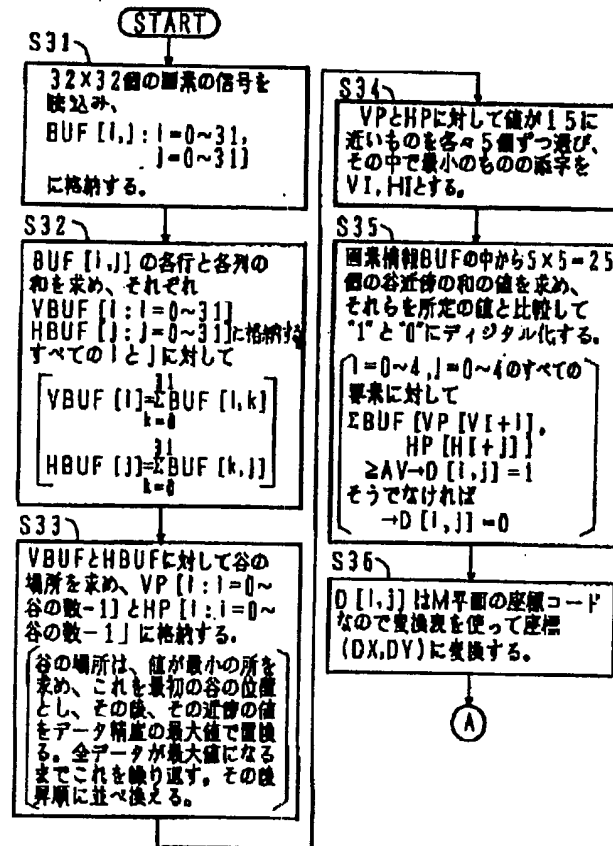 START
S31
32×32個の画素の信号を
読込み、
BUF [i,j : i=0~31,
j=0~31]
に格納する。
S32
BUF [i,j] の各行と各列の
和を求め、それぞれ
VBUF [i : i=0~31]
HBUF [j : j=0~31]に格納する
すべてのiとjに対して
31
VBUF [i]=ΣBUF [i,k]
k=0
31
HBUF [j]=ΣBUF [k,j]
k=0
S33
VBUFとHBUFに対して谷の
場所を求め、VP [i : i=0~
谷の数-1] とHP [i : i=0~
谷の数-1」に格納する。
谷の場所は、値が最小の所を
求め、これを最初の谷の位置
とし、その後、その近傍の値
をデータ精度の最大値で置換
る。全データが最大値になる
までこれを繰り返す。その後
昇順に並べ換える。
S34
VPとHPに対して値が15に
近いものを各々5個ずつ選び、
その中で最小のものの添字を
VI,HIとする。
S35
画素情報BUFの中から5×5=25
個の谷近傍の和の値を求め、
それらを所定の値と比較して
"1"と"0"にディジタル化する。
i=0~4,j=0~4のすべての
要素に対して
ΣBUF [VP [VI+i],
HP [HI+j]]
≥AV→D [i,j] =1
そうでなければ
→D [i,j] =0
S36
D [i,j] はM平面の座標コード
なので変換表を使って座標
(DX,DY)に変換する。
A